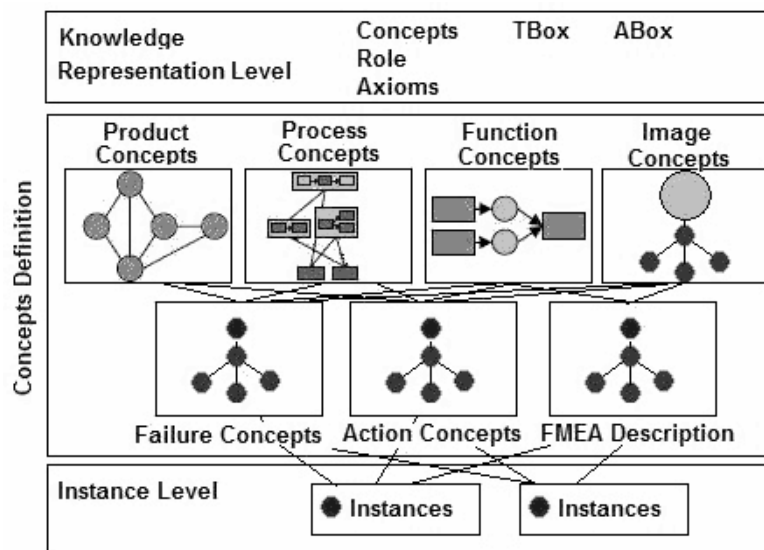 Knowledge Representation Level
Concepts TBox ABox
Role
Axioms
Concepts Definition
Product Concepts
Process Concepts
Function Concepts
Image Concepts
Failure Concepts
Action Concepts
FMEA Description
Instance Level
Instances
Instances